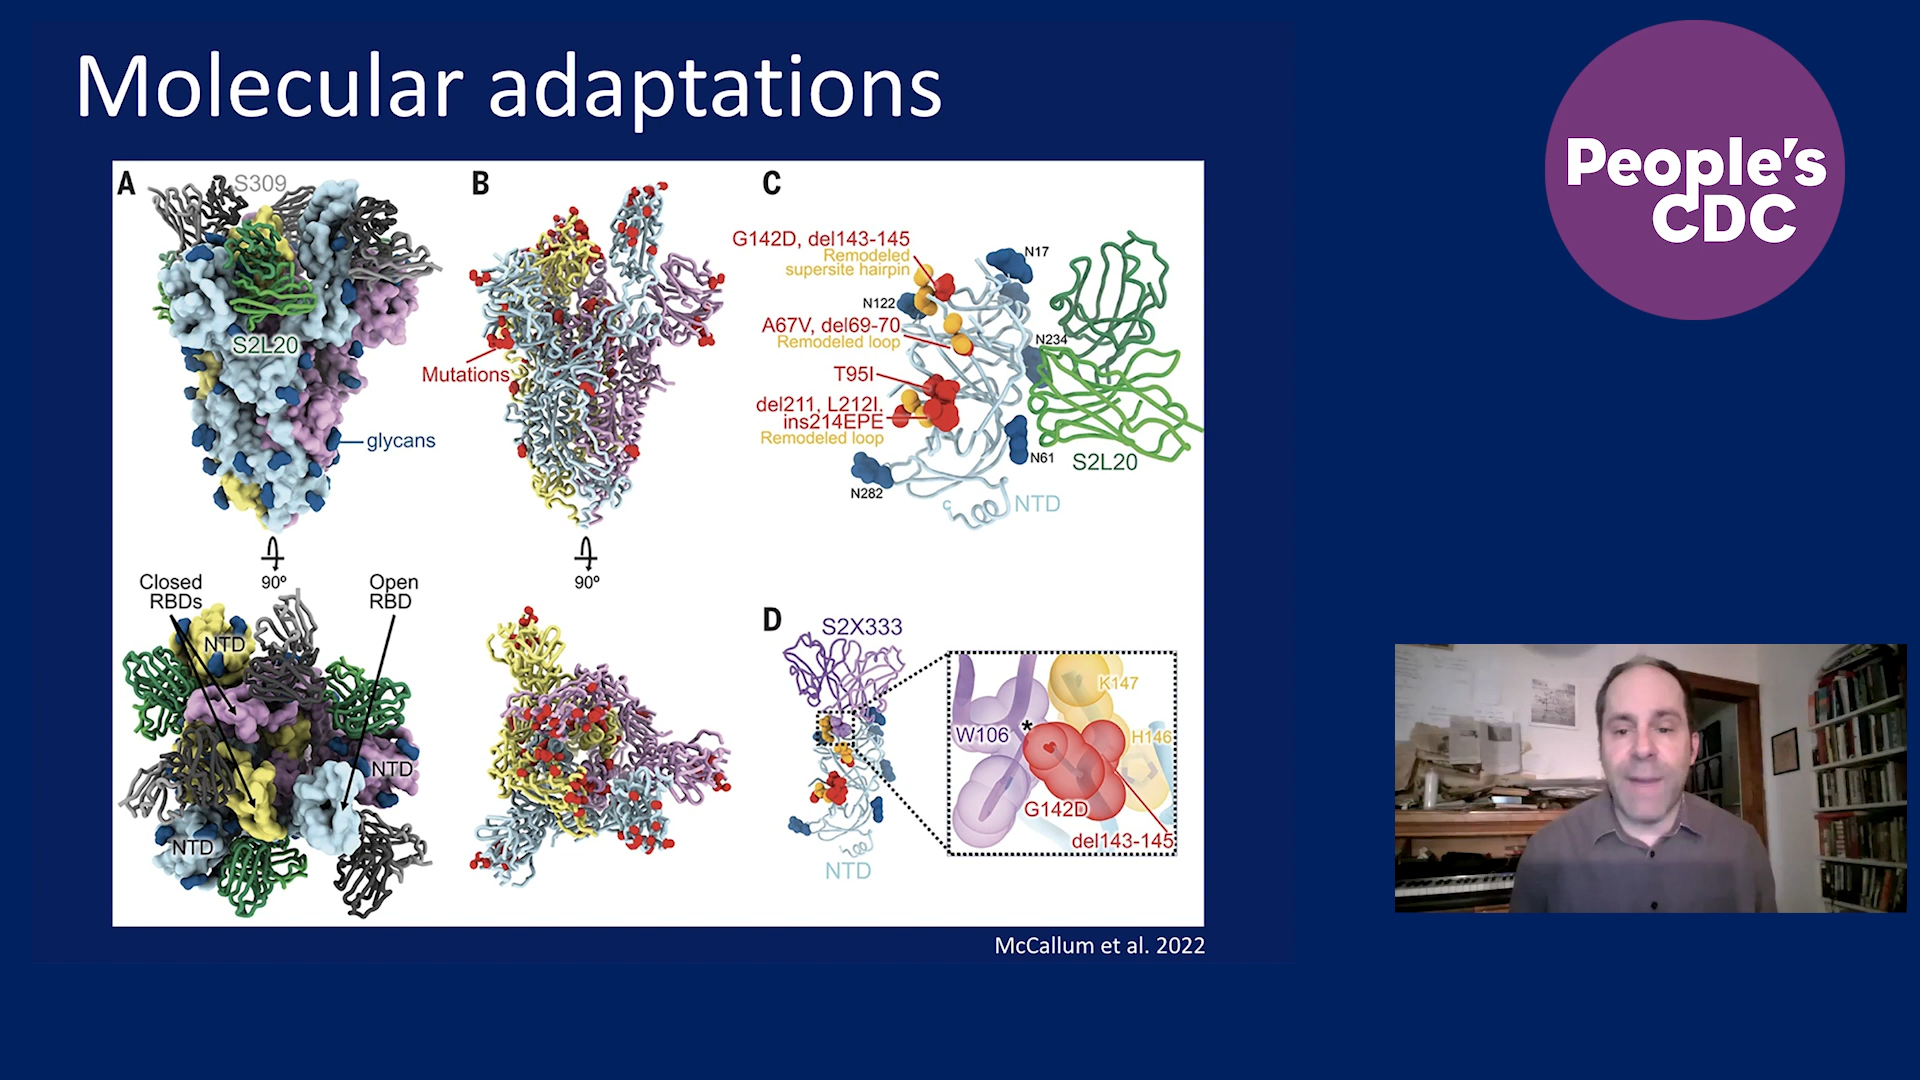 Molecular adaptations
People's
CDC
A
S309
S2L20
glycans
90º
Closed
RBDs
Open
RBD
NTD
NTD
NTD
B
Mutations
90º
C
G142D, del143-145
Remodeled
supersite hairpin
N17
N122
A67V, del69-70
Remodeled loop
N234
T95I
del211, L212I,
ins214EPE
Remodeled loop
N61
S2L20
N282
NTD
D
S2X333
NTD
K147
W106
*
H146
G142D
del143-145
McCallum et al. 2022